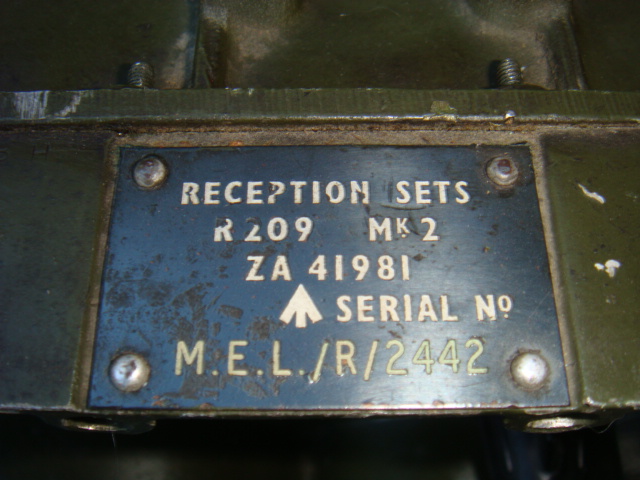 RECEPTION SETS
R 209 MK 2
ZA 41981
SERIAL Nº
M.E.L./R/2442